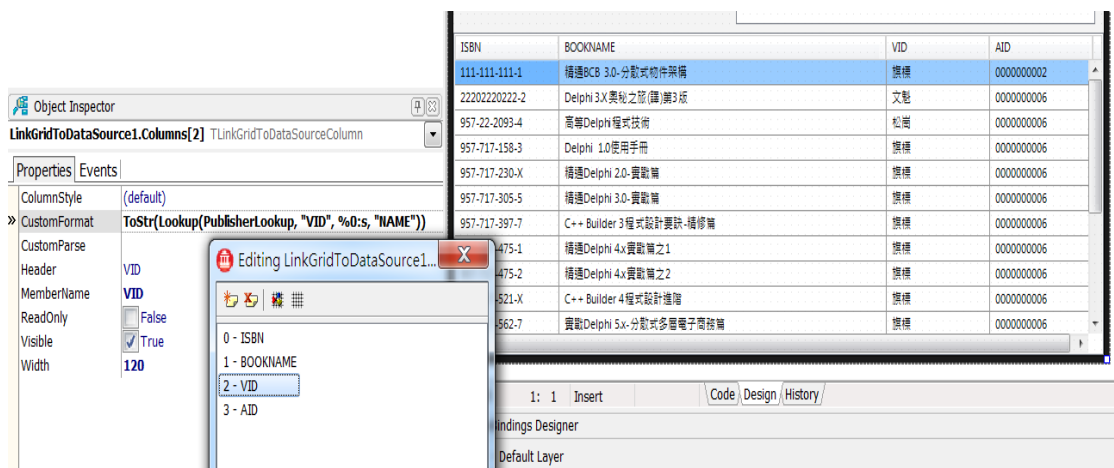 ISBN BOOKNAME VID AID
111-111-111-1 精通BCB 3.0-分散式物件架構 旗標 0000000002
22202220222-2 Delphi 3.X奧秘之旅(譯)第3版 文魁 0000000006
957-22-2093-4 高等Delphi程式技術 松崗 0000000006
957-717-158-3 Delphi 1.0使用手冊 旗標 0000000006
957-717-230-X 精通Delphi 2.0-實戰篇 旗標 0000000006
957-717-305-5 精通Delphi 3.0-實戰篇 旗標 0000000006
957-717-397-7 C++ Builder 3程式設計要訣-精修篇 旗標 0000000006
-475-1 精通Delphi 4.x實戰篇之1 旗標 0000000006
-475-2 精通Delphi 4.x實戰篇之2 旗標 0000000006
-521-X C++ Builder 4程式設計進階 旗標 0000000006
-562-7 實戰Delphi 5.x-分散式多層電子商務篇 旗標 0000000006
Object Inspector
LinkGridToDataSource1.Columns[2] TLinkGridToDataSourceColumn
Properties Events
ColumnStyle (default)
» CustomFormat ToStr(Lookup(PublisherLookup, "VID", %0:s, "NAME"))
CustomParse
Header VID
MemberName VID
ReadOnly False
Visible True
Width 120
Editing LinkGridToDataSource1...
0 - ISBN
1 - BOOKNAME
2 - VID
3 - AID
1: 1 Insert Code Design History
indings Designer
Default Layer